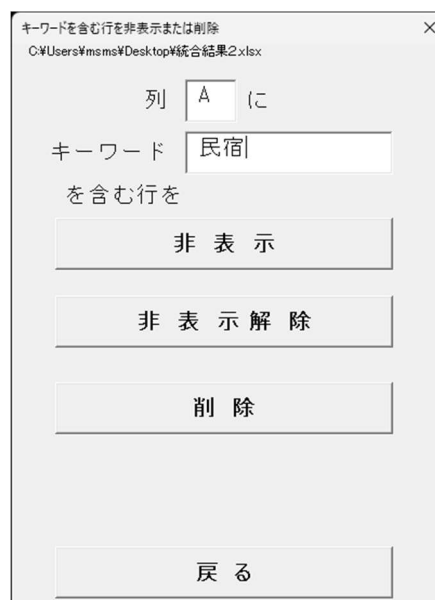 キーワードを含む行を非表示または削除
C:¥Users¥msms¥Desktop¥統合結果2.xlsx
列 A に
キーワード 民宿
を含む行を
非 表 示
非 表 示 解 除
削 除
戻 る